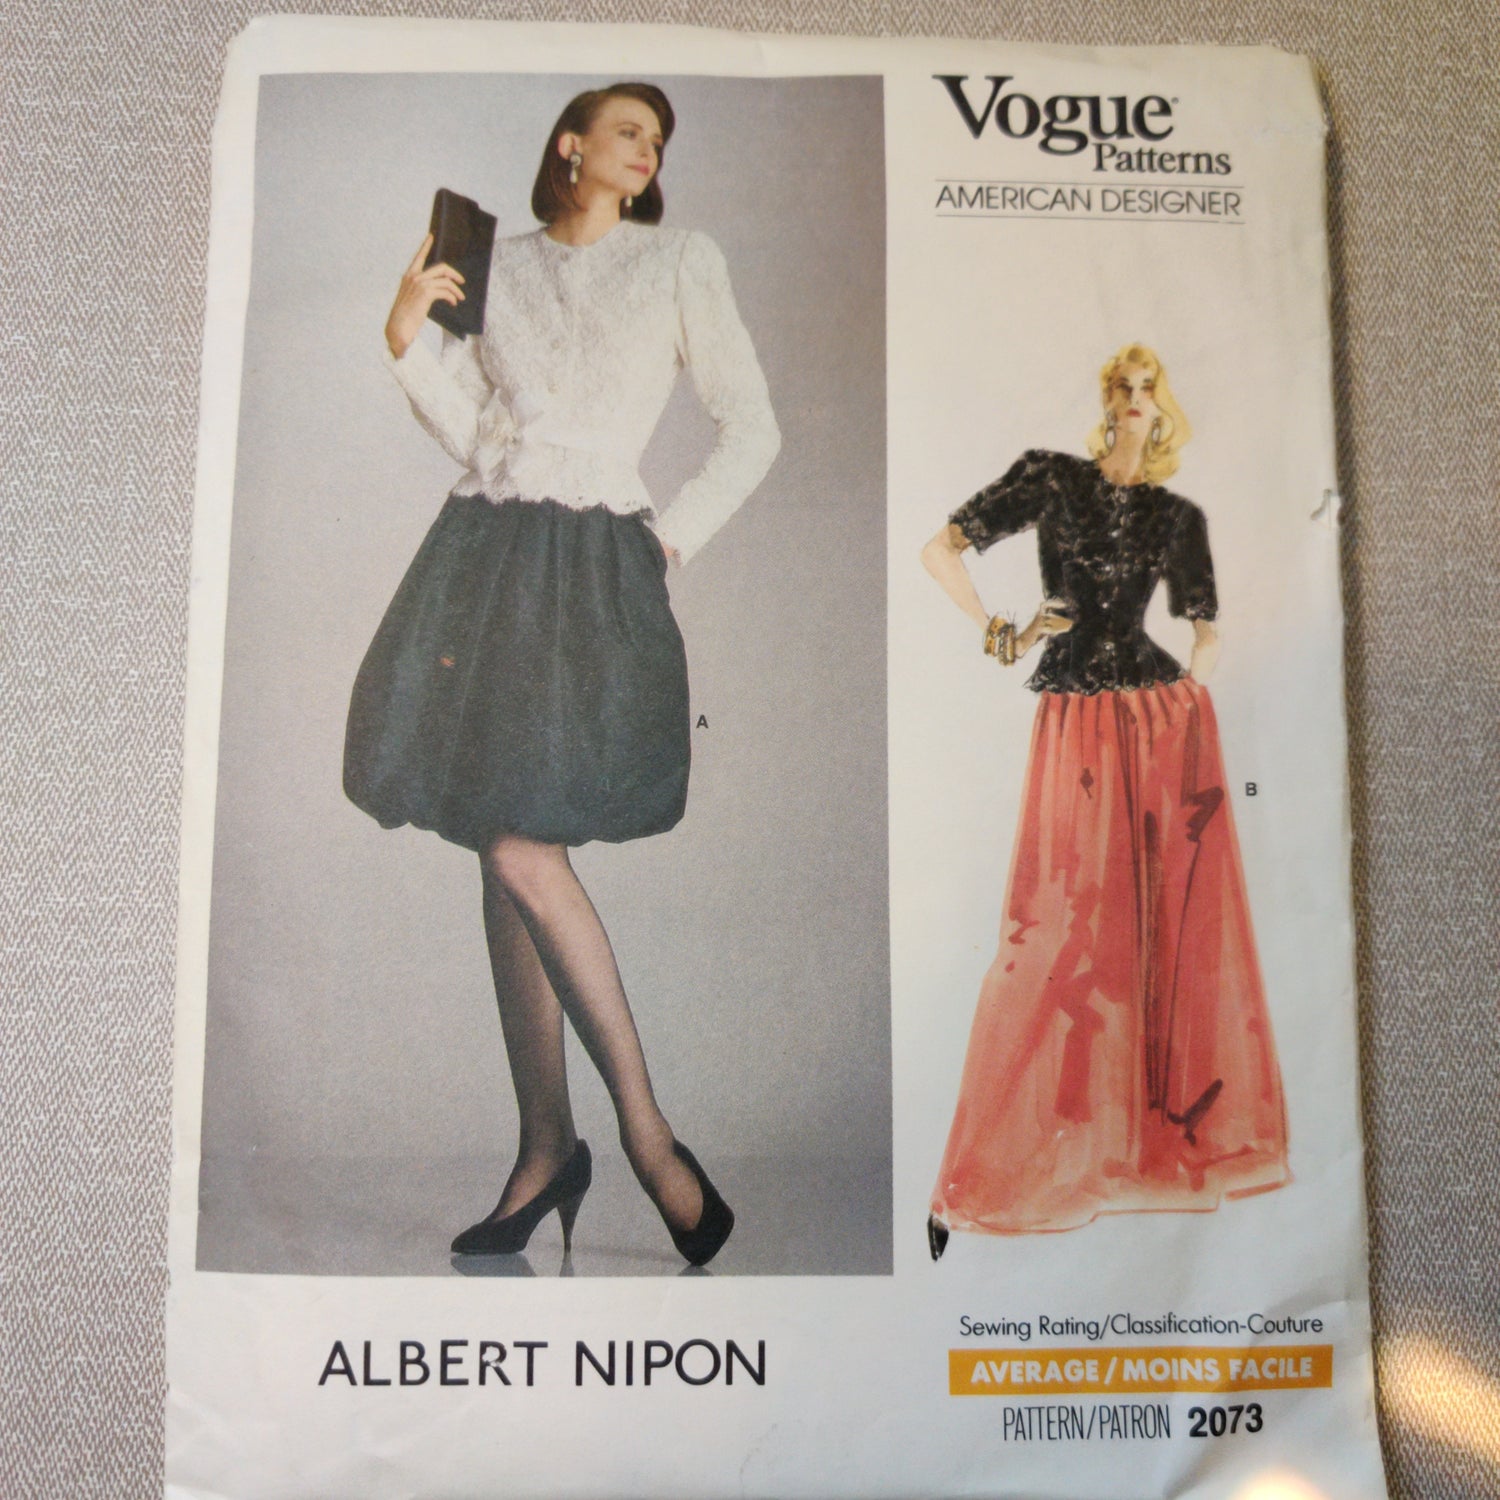 Vogue®
Patterns
AMERICAN DESIGNER
A
B
ALBERT NIPON
Sewing Rating/Classification-Couture
AVERAGE/MOINS FACILE
PATTERN/PATRON 2073